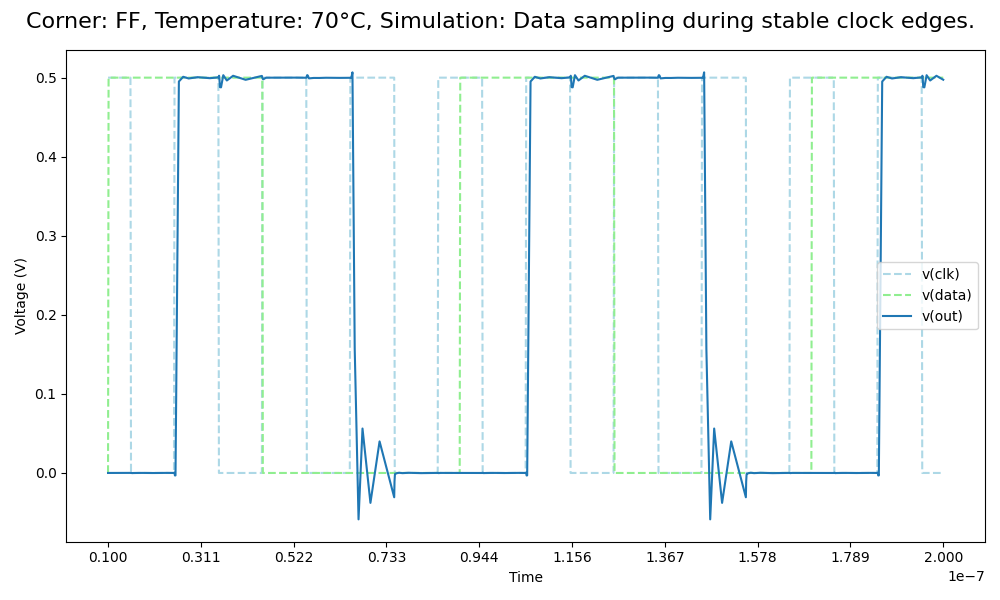 Corner: FF, Temperature: 70°C, Simulation: Data sampling during stable clock edges.
Voltage (V)
0.5
0.4
0.3
0.2
0.1
0.0
v(clk)
v(data)
v(out)
0.100 0.311 0.522 0.733 0.944 1.156 1.367 1.578 1.789 2.000
1e−7
Time